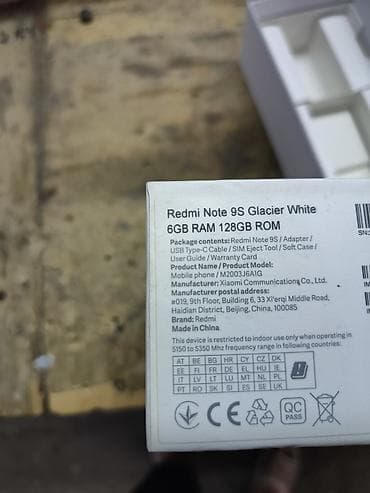 Redmi Note 9S Glacier White
6GB RAM 128GB ROM
Package contents: Redmi Note 9S / Adapter /
USB Type-C Cable / SIM Eject Tool / Soft Case /
User Guide / Warranty Card
Product Name / Product Model:
Mobile phone / M2003J6A1G
Manufacturer: Xiaomi Communications Co., Ltd.
Manufacturer postal address:
#019, 9th Floor, Building 6, 33 Xi'erqi Middle Road,
Haidian District, Beijing, China, 100085
Brand: Redmi
Made in China
This device is restricted to indoor use only when operating in
5150 to 5350 Mhz frequency range in following countries:
AT BE BG HR CY CZ DK
EE FI FR DE EL HU IE
IT LV LT LU MT NL PL
PT RO SK SI ES SE UK
CE
QC
PASS
SN:
IM